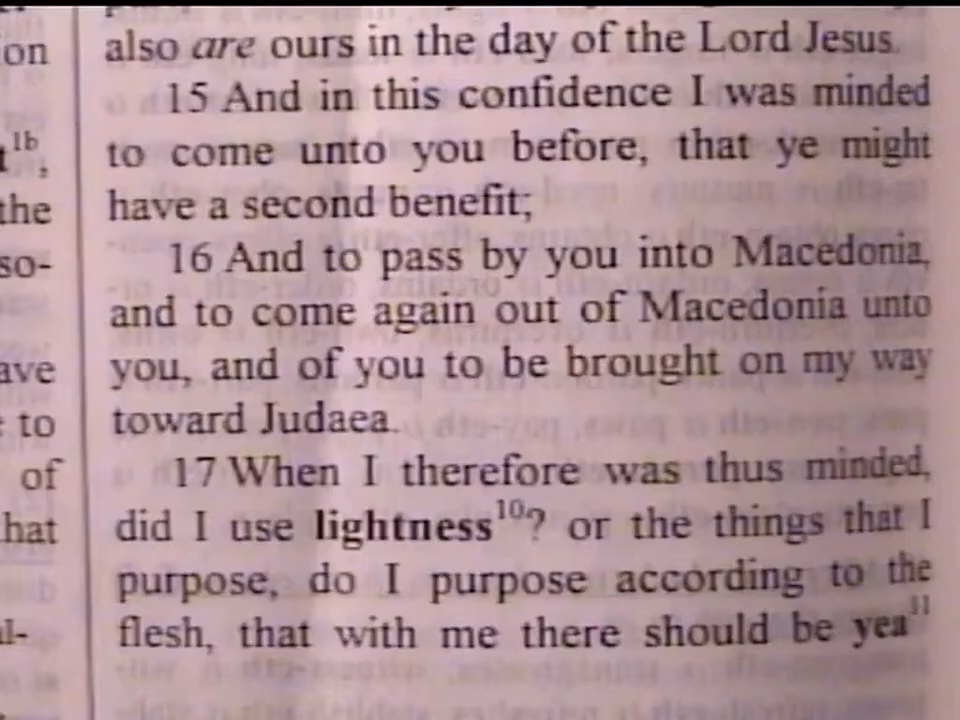 on
t1b,
the
so-
ave
to
of
hat
al-
also are ours in the day of the Lord Jesus.
15 And in this confidence I was minded
to come unto you before, that ye might
have a second benefit;
16 And to pass by you into Macedonia,
and to come again out of Macedonia unto
you, and of you to be brought on my way
toward Judaea.
17 When I therefore was thus minded,
did I use lightness10? or the things that I
purpose, do I purpose according to the
flesh, that with me there should be yea11